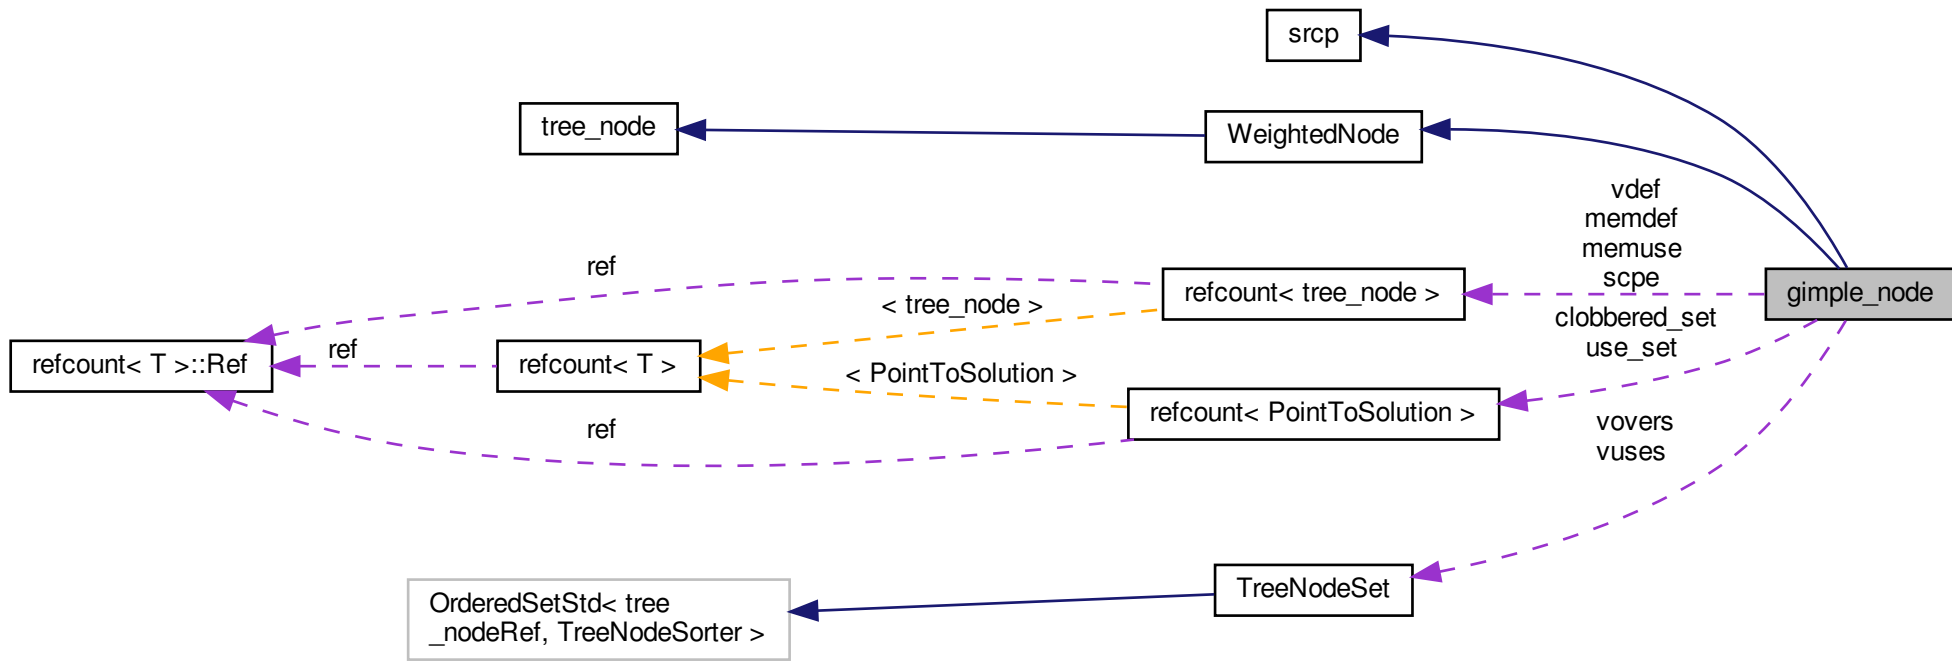 srcp
tree_node
WeightedNode
vdef
memdef
memuse
scpe
ref
refcount< tree_node >
gimple_node
< tree_node >
clobbered_set
use_set
refcount< T >::Ref
ref
refcount< T >
< PointToSolution >
refcount< PointToSolution >
ref
vovers
vuses
TreeNodeSet
OrderedSetStd< tree
_nodeRef, TreeNodeSorter >